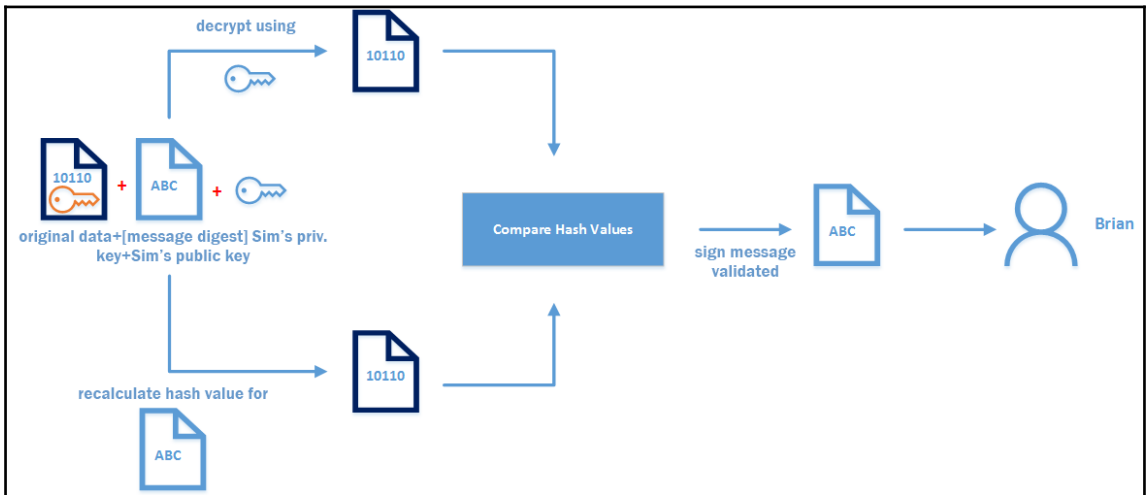 decrypt using
10110
10110
+
ABC
+
original data+[message digest] Sim's priv.
key+Sim's public key
Compare Hash Values
sign message
validated
ABC
Brian
10110
recalculate hash value for
ABC